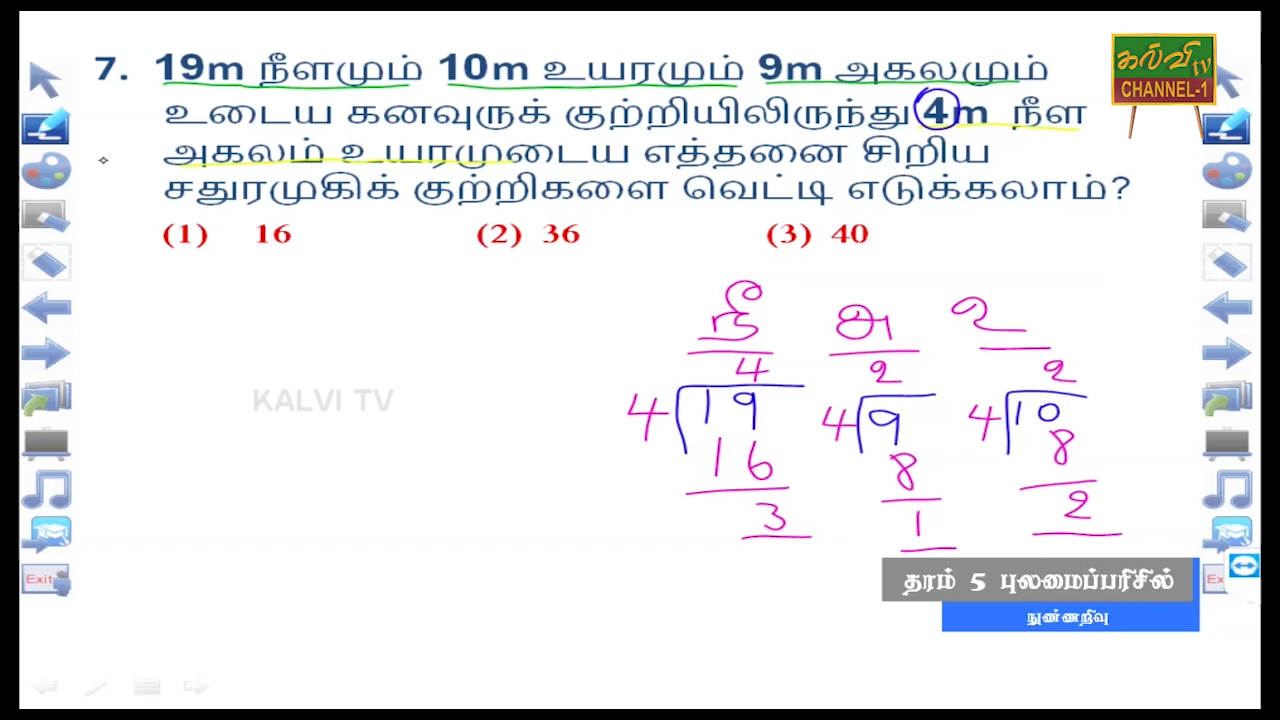 7. 19m நீளமும் 10m உயரமும் 9m அகலமும்
உடைய கனவுருக் குற்றியிலிருந்து 4m நீள
அகலம் உயரமுடைய எத்தனை சிறிய
சதுரமுகிக் குற்றிகளை வெட்டி எடுக்கலாம்?
(1) 16 (2) 36 (3) 40
கல்வி tv
CHANNEL-1
நீ அ உ
4 2 2
4 19 4 9 4 10
16 8 8
3 1 2
KALVI TV
தரம் 5 புலமைப்பரிசில்
நுண்ணறிவு
Exit
Ex